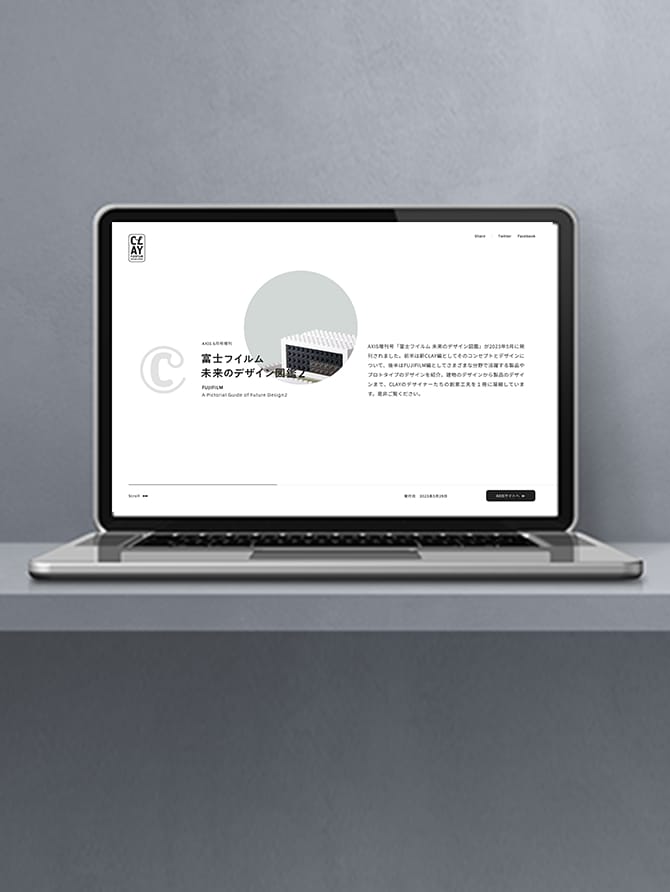 CLAY
Share
Twitter
Facebook
AXIS 5月号増刊
富士フイルム
未来のデザイン図鑑2
FUJIFILM
A Pictorial Guide of Future Design2
AXIS増刊号「富士フイルム 未来のデザイン図鑑」が2023年5月に発
刊されました。前半は新CLAY編としてそのコンセプトとデザインに
ついて、後半はFUJIFILM編としてさまざまな分野で活躍する製品や
プロトタイプのデザインを紹介。建物のデザインから製品のデザイ
ンまで、CLAYのデザイナーたちの創意工夫を1冊に凝縮していま
す。是非ご覧ください。
©
Scroll
発行日 2023年5月26日
AXISサイトへ